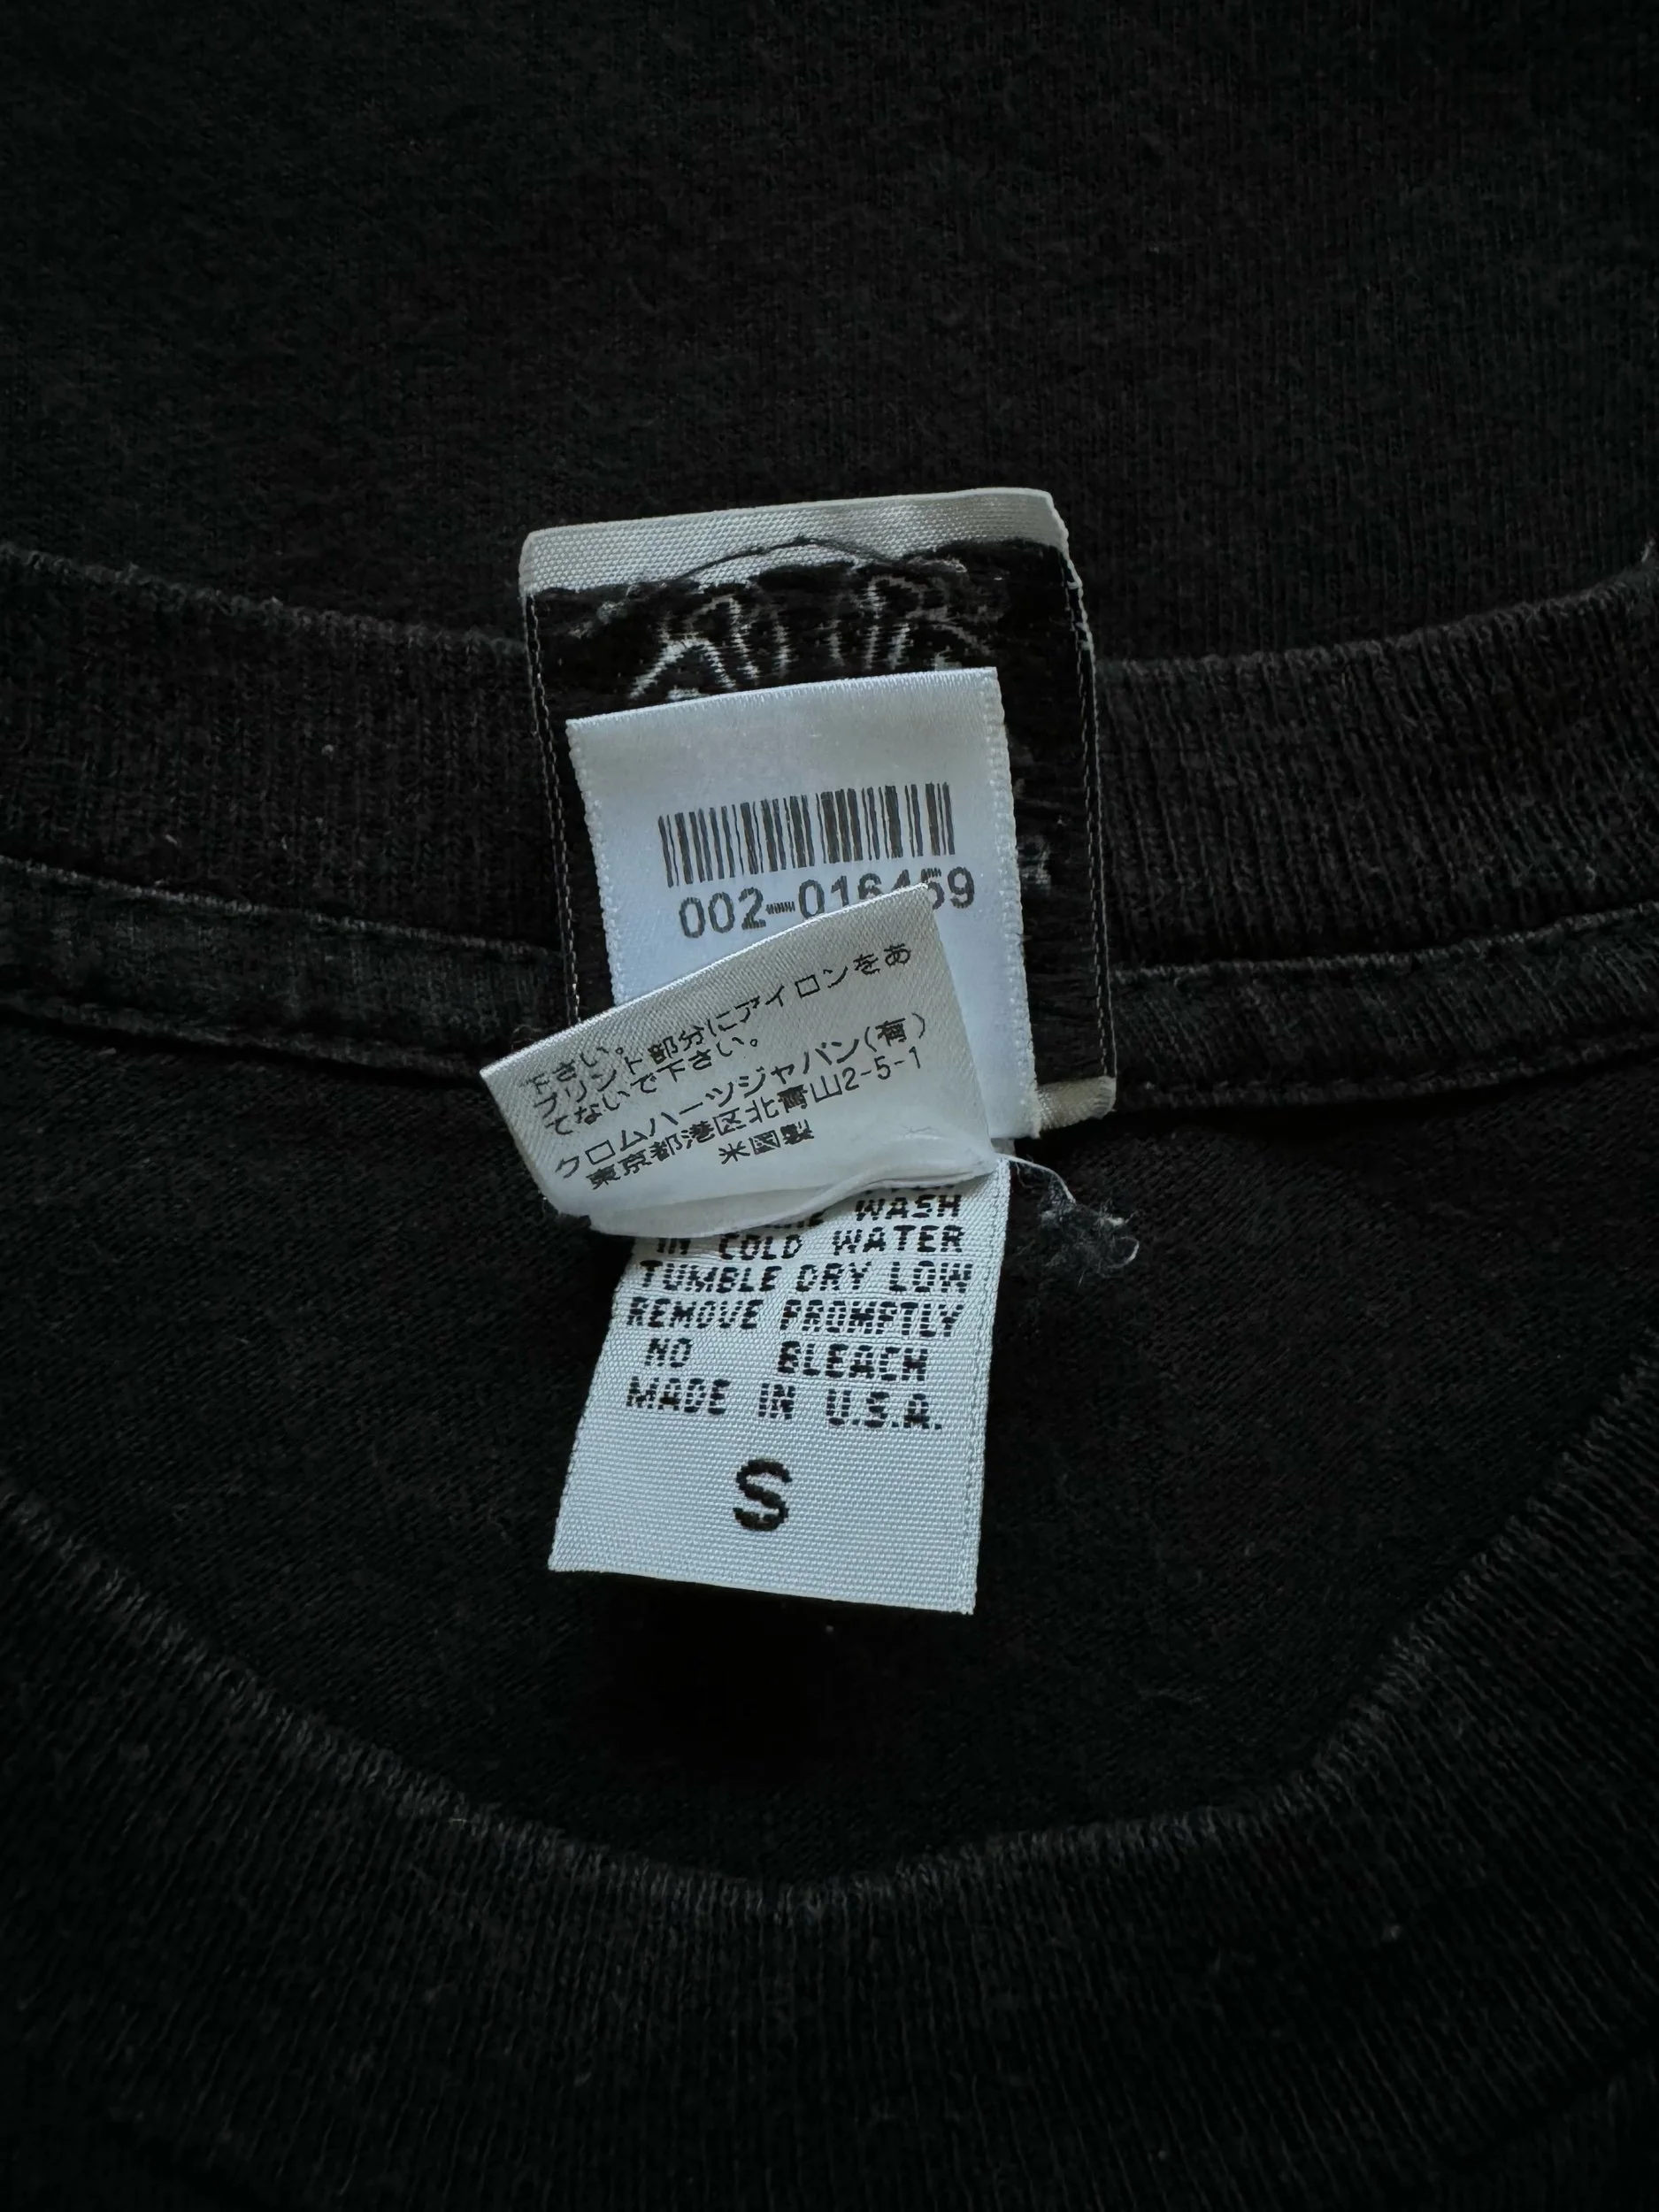 002-016459
下さい。
プリント部分にアイロンをあ
てないで下さい。
クロムハーツジャパン(有)
東京都港区北青山2-5-1
米国製
WASH
IN COLD WATER
TUMBLE DRY LOW
REMOVE PROMPTLY
NO BLEACH
MADE IN U.S.A.
S